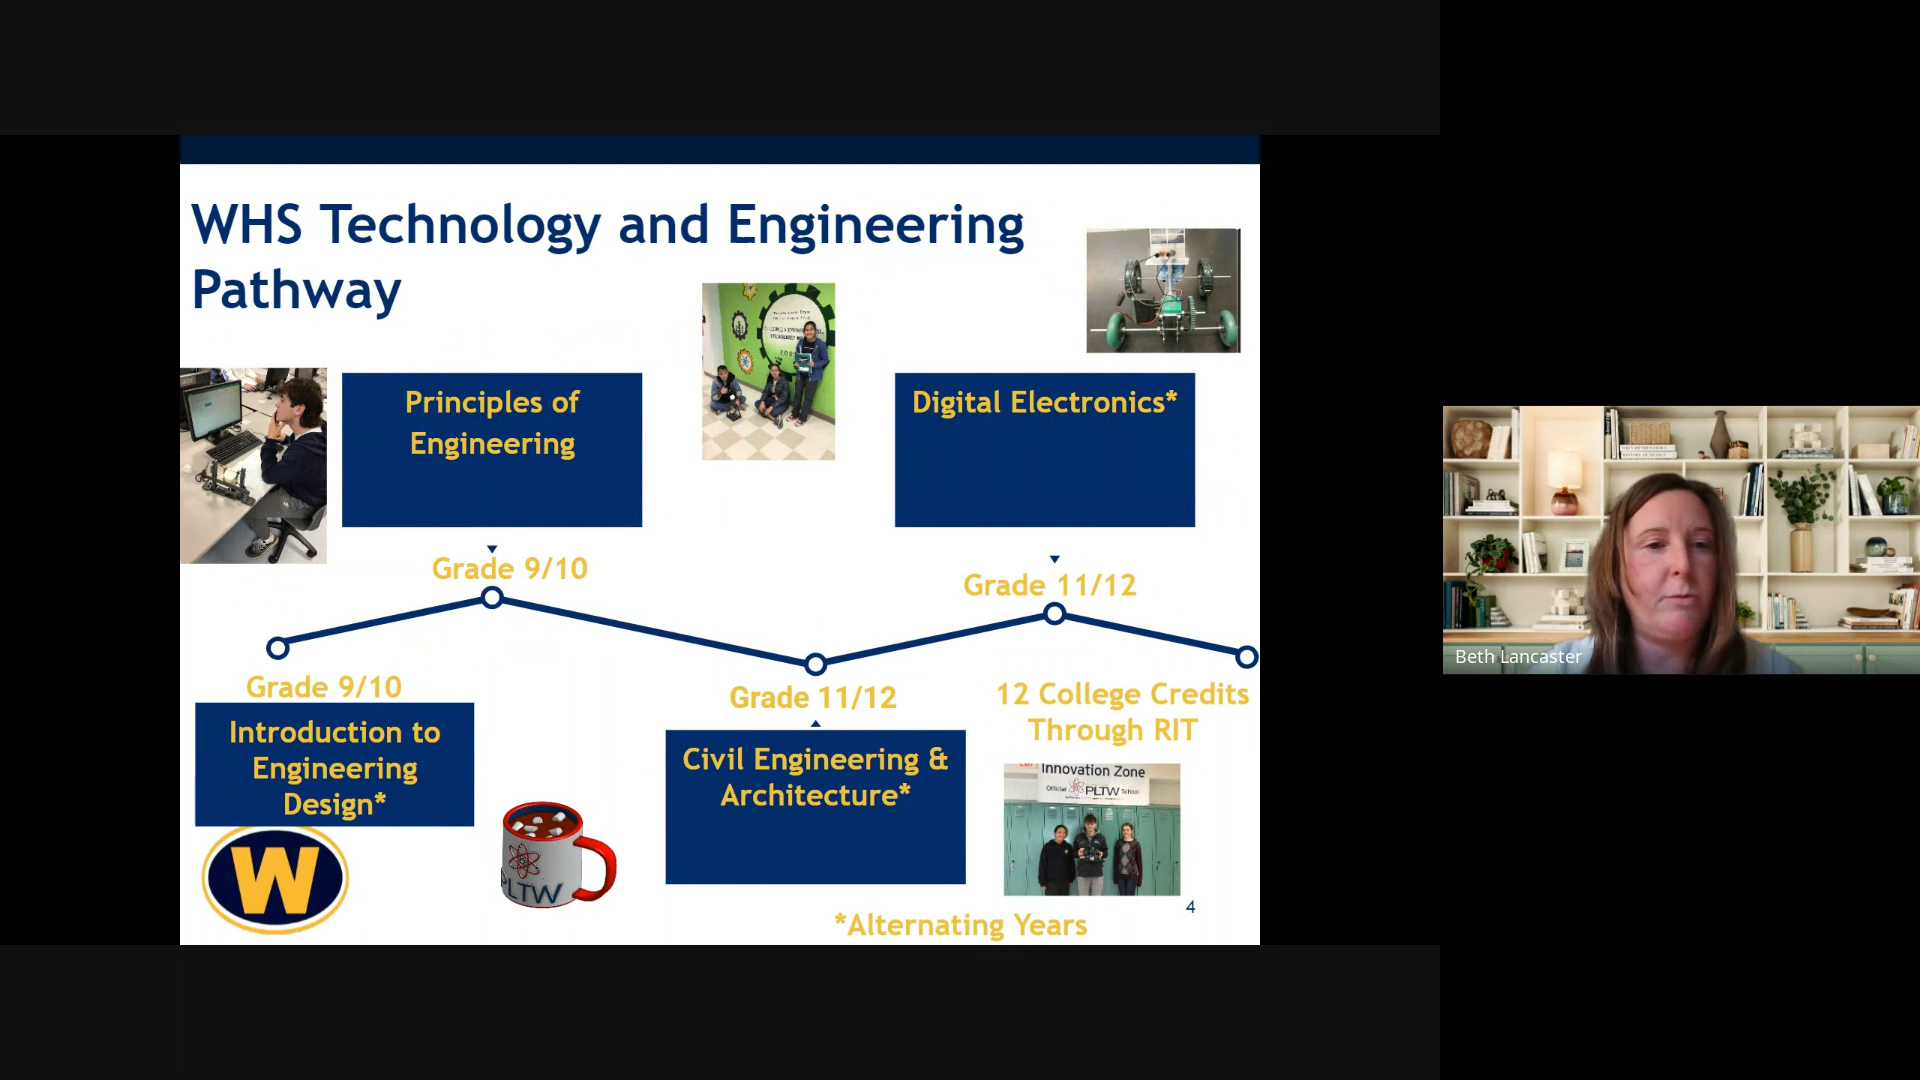 WHS Technology and Engineering
Pathway
Principles of
Engineering
Digital Electronics*
Grade 9/10
Grade 11/12
Grade 9/10
Introduction to
Engineering
Design*
Grade 11/12
Civil Engineering &
Architecture*
12 College Credits
Through RIT
Innovation Zone
Official PLTW School
PLTW
W
*Alternating Years
4
Beth Lancaster